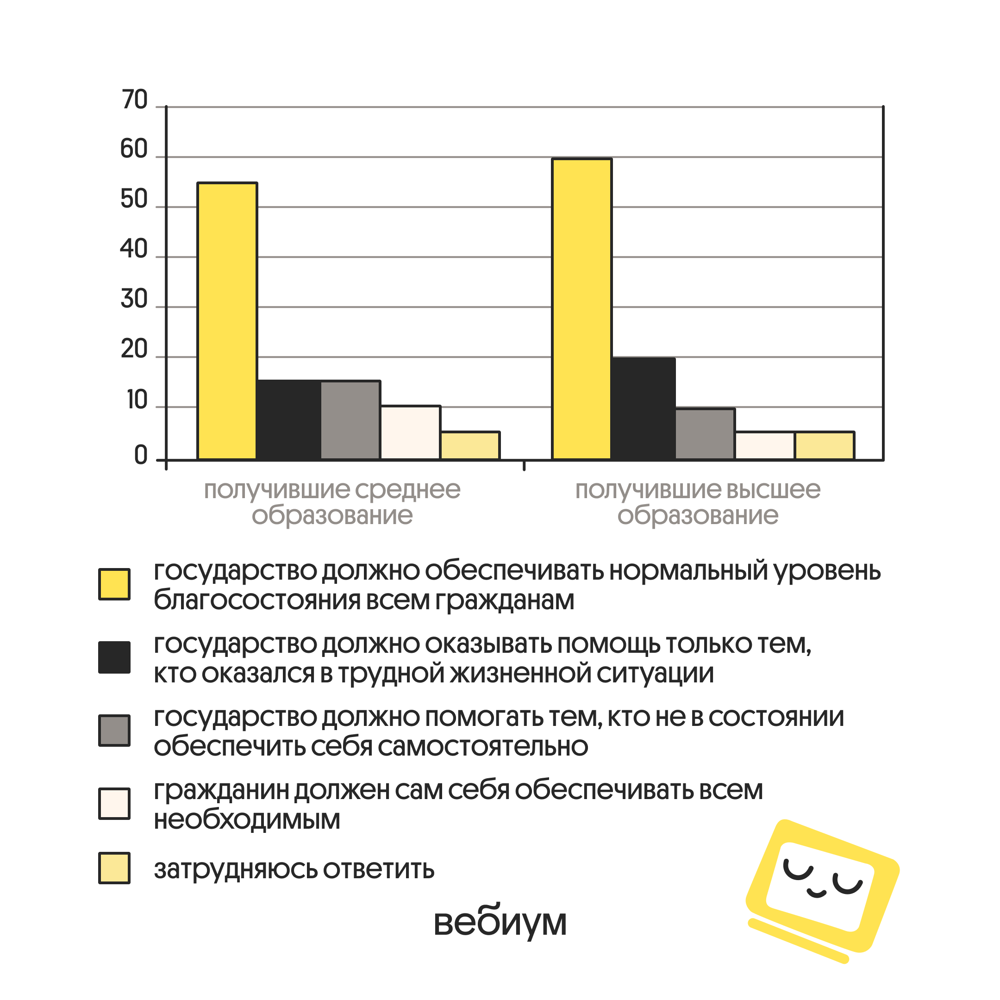 70
60
50
40
30
20
10
0
получившие среднее
образование
получившие высшее
образование
государство должно обеспечивать нормальный уровень
благосостояния всем гражданам
государство должно оказывать помощь только тем,
кто оказался в трудной жизненной ситуации
государство должно помогать тем, кто не в состоянии
обеспечить себя самостоятельно
гражданин должен сам себя обеспечивать всем
необходимым
затрудняюсь ответить
вебиум